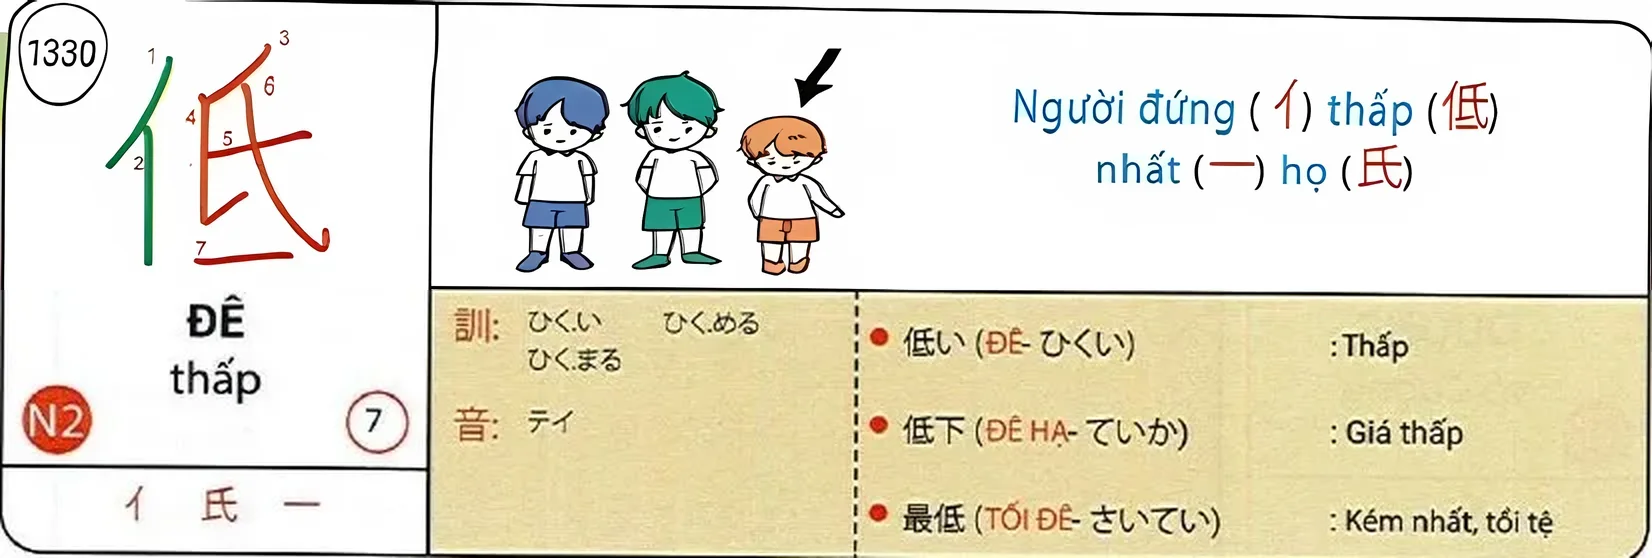 1330
1
2
3
4
5
6
7
低
ĐÊ
thấp
N2
7
亻 氏 一
Người đứng (亻) thấp (低)
nhất (一) họ (氏)
訓: ひく.い ひく.める
ひく.まる
音: テイ
低い (ĐÊ- ひくい) : Thấp
低下 (ĐÊ HẠ- ていか) : Giá thấp
最低 (TỐI ĐÊ- さいてい) : Kém nhất, tồi tệ